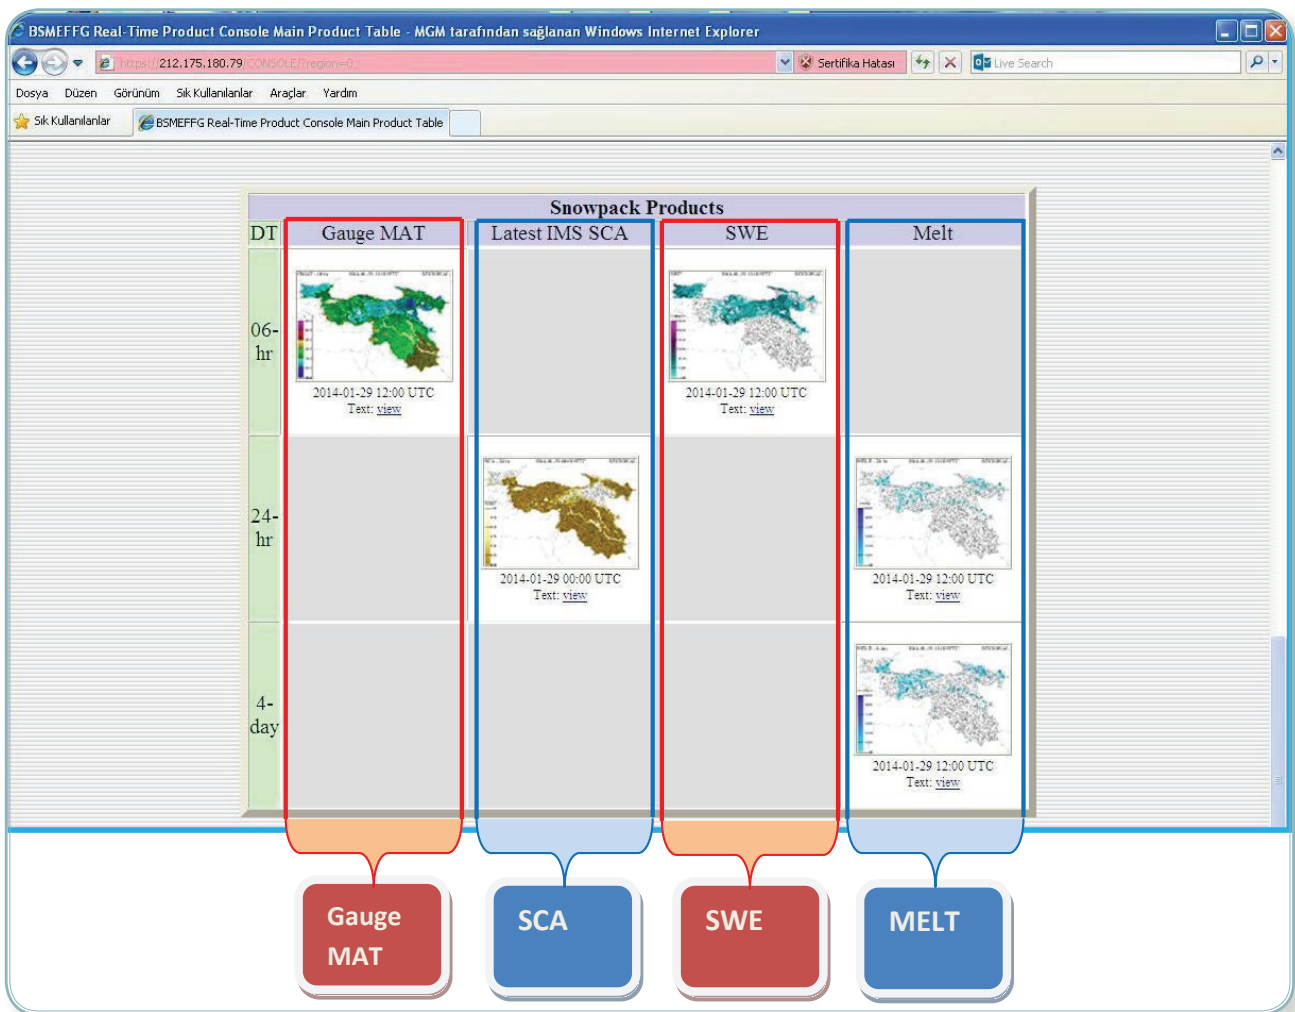 BSMEFFG Real-Time Product Console Main Product Table - MGM tarafından sağlanan Windows Internet Explorer
https://212.175.180.79/CONSOLE/?region=0
Sertifika Hatası
Live Search
Dosya Düzen Görünüm Sık Kullanılanlar Araçlar Yardım
Sık Kullanılanlar
BSMEFFG Real-Time Product Console Main Product Table
Snowpack Products
DT Gauge MAT Latest IMS SCA SWE Melt
06-
hr
2014-01-29 12:00 UTC 2014-01-29 12:00 UTC
Text: view Text: view
24-
hr
2014-01-29 00:00 UTC 2014-01-29 12:00 UTC
Text: view Text: view
4-
day
2014-01-29 12:00 UTC
Text: view
Gauge
MAT
SCA
SWE
MELT